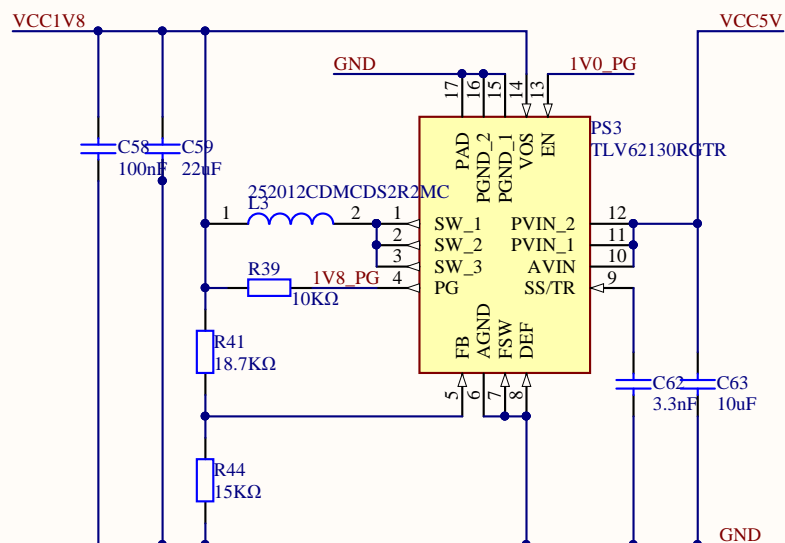 VCC1V8
VCC5V
GND
1V0_PG
17
16
15
14
13
PS3
TLV62130RGTR
PAD
PGND_2
PGND_1
VOS
EN
C58
100nF
C59
22uF
252012CDMCDS2R2MC
L3
1
2
1
SW_1
PVIN_2
12
2
SW_2
PVIN_1
11
3
SW_3
AVIN
10
R39
10KΩ
1V8_PG
4
PG
SS/TR
9
FB
AGND
FSW
DEF
5
6
7
8
R41
18.7KΩ
C62
3.3nF
C63
10uF
R44
15KΩ
GND